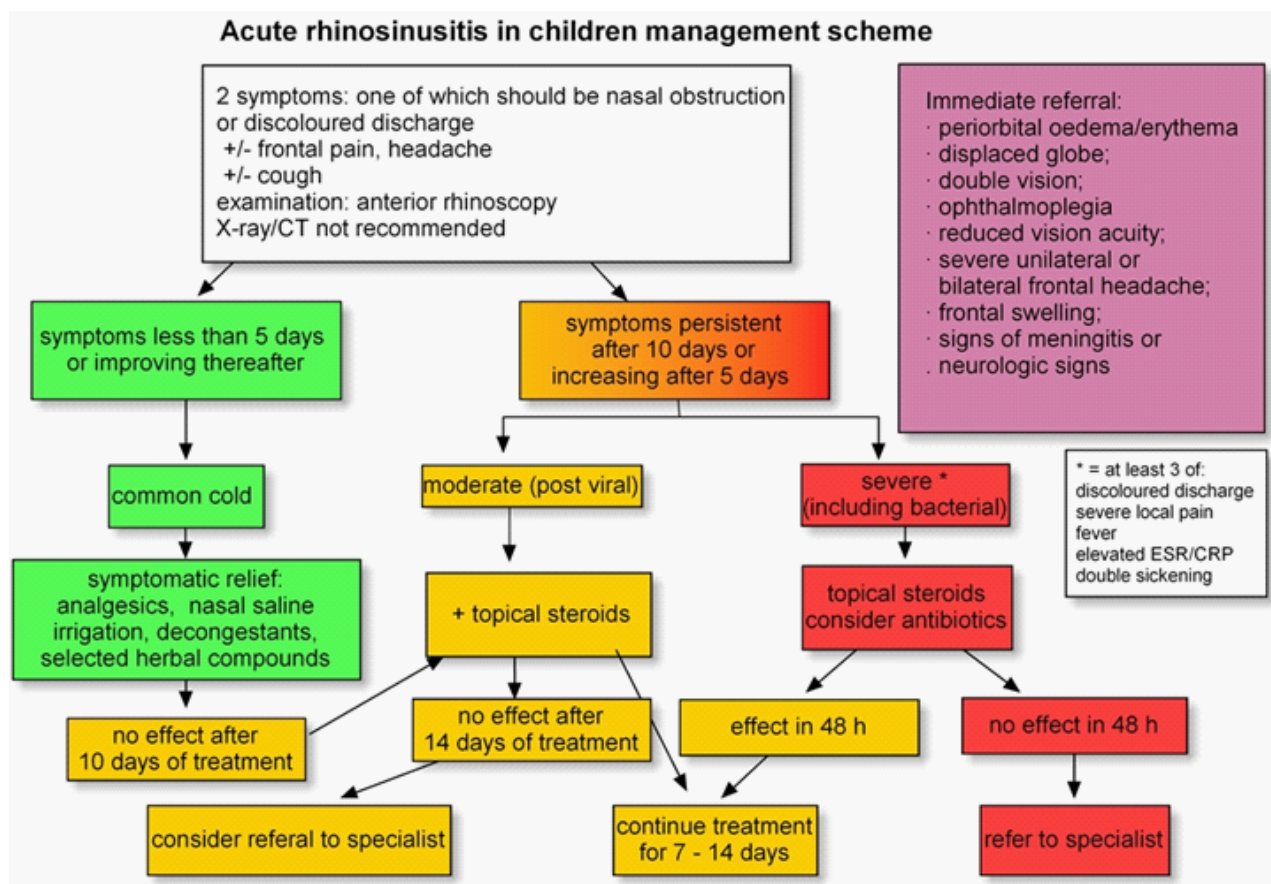 Acute rhinosinusitis in children management scheme
2 symptoms: one of which should be nasal obstruction
or discoloured discharge
+/- frontal pain, headache
+/- cough
examination: anterior rhinoscopy
X-ray/CT not recommended
Immediate referral:
· periorbital oedema/erythema
· displaced globe;
· double vision;
· ophthalmoplegia
· reduced vision acuity;
· severe unilateral or
bilateral frontal headache;
· frontal swelling;
· signs of meningitis or
. neurologic signs
symptoms less than 5 days
or improving thereafter
symptoms persistent
after 10 days or
increasing after 5 days
common cold
moderate (post viral)
severe *
(including bacterial)
* = at least 3 of:
discoloured discharge
severe local pain
fever
elevated ESR/CRP
double sickening
symptomatic relief:
analgesics, nasal saline
irrigation, decongestants,
selected herbal compounds
+ topical steroids
topical steroids
consider antibiotics
no effect after
10 days of treatment
no effect after
14 days of treatment
effect in 48 h
no effect in 48 h
consider referal to specialist
continue treatment
for 7 - 14 days
refer to specialist